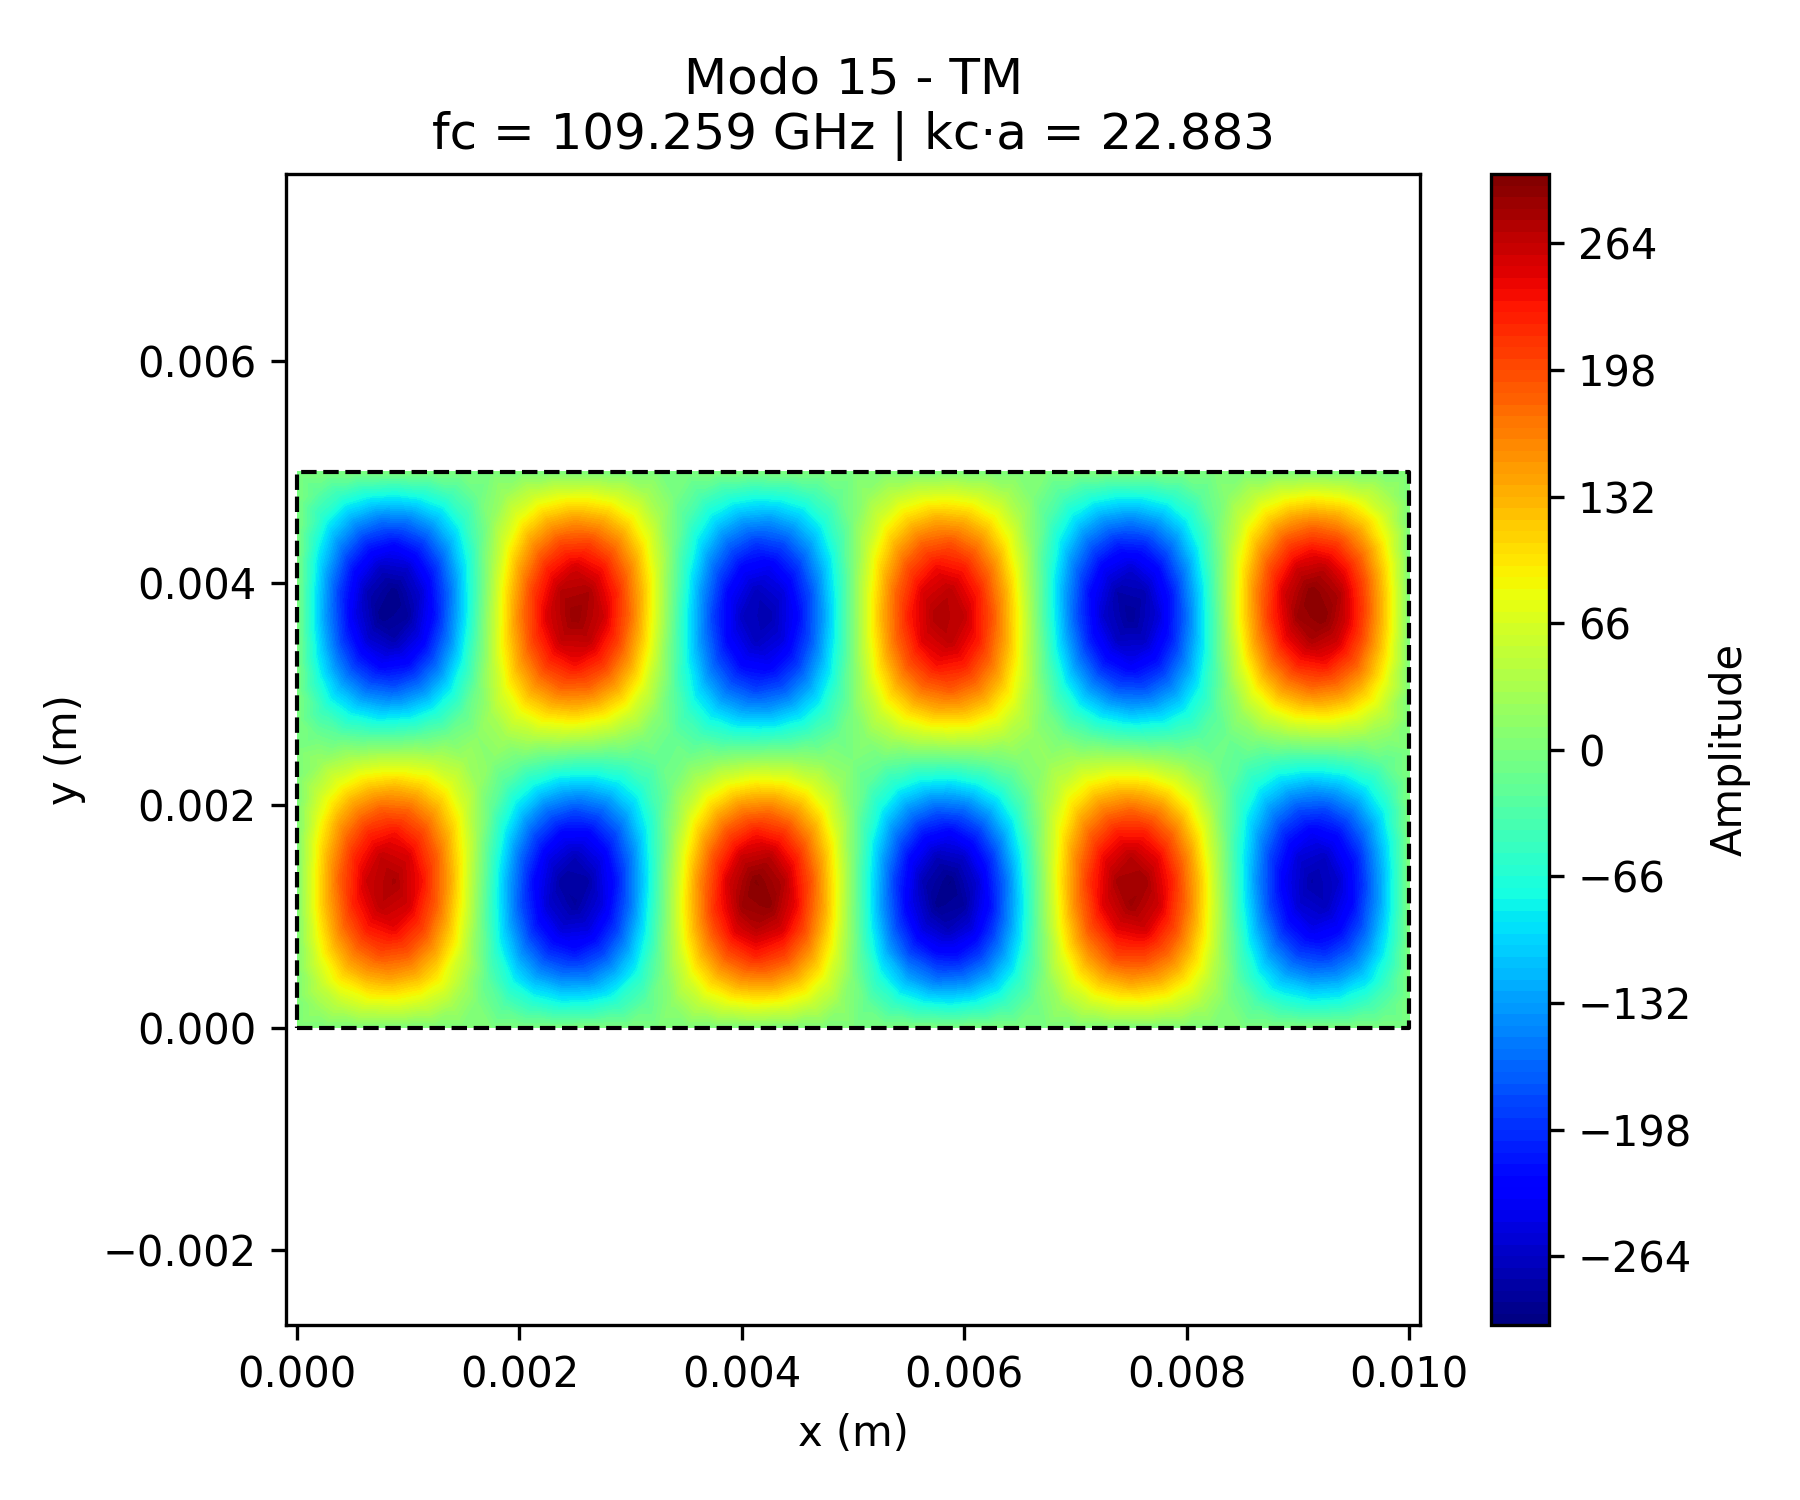 Modo 15 - TM
fc = 109.259 GHz | kc·a = 22.883
0.006
0.004
0.002
0.000
−0.002
y (m)
0.000 0.002 0.004 0.006 0.008 0.010
x (m)
264
198
132
66
0
−66
−132
−198
−264
Amplitude